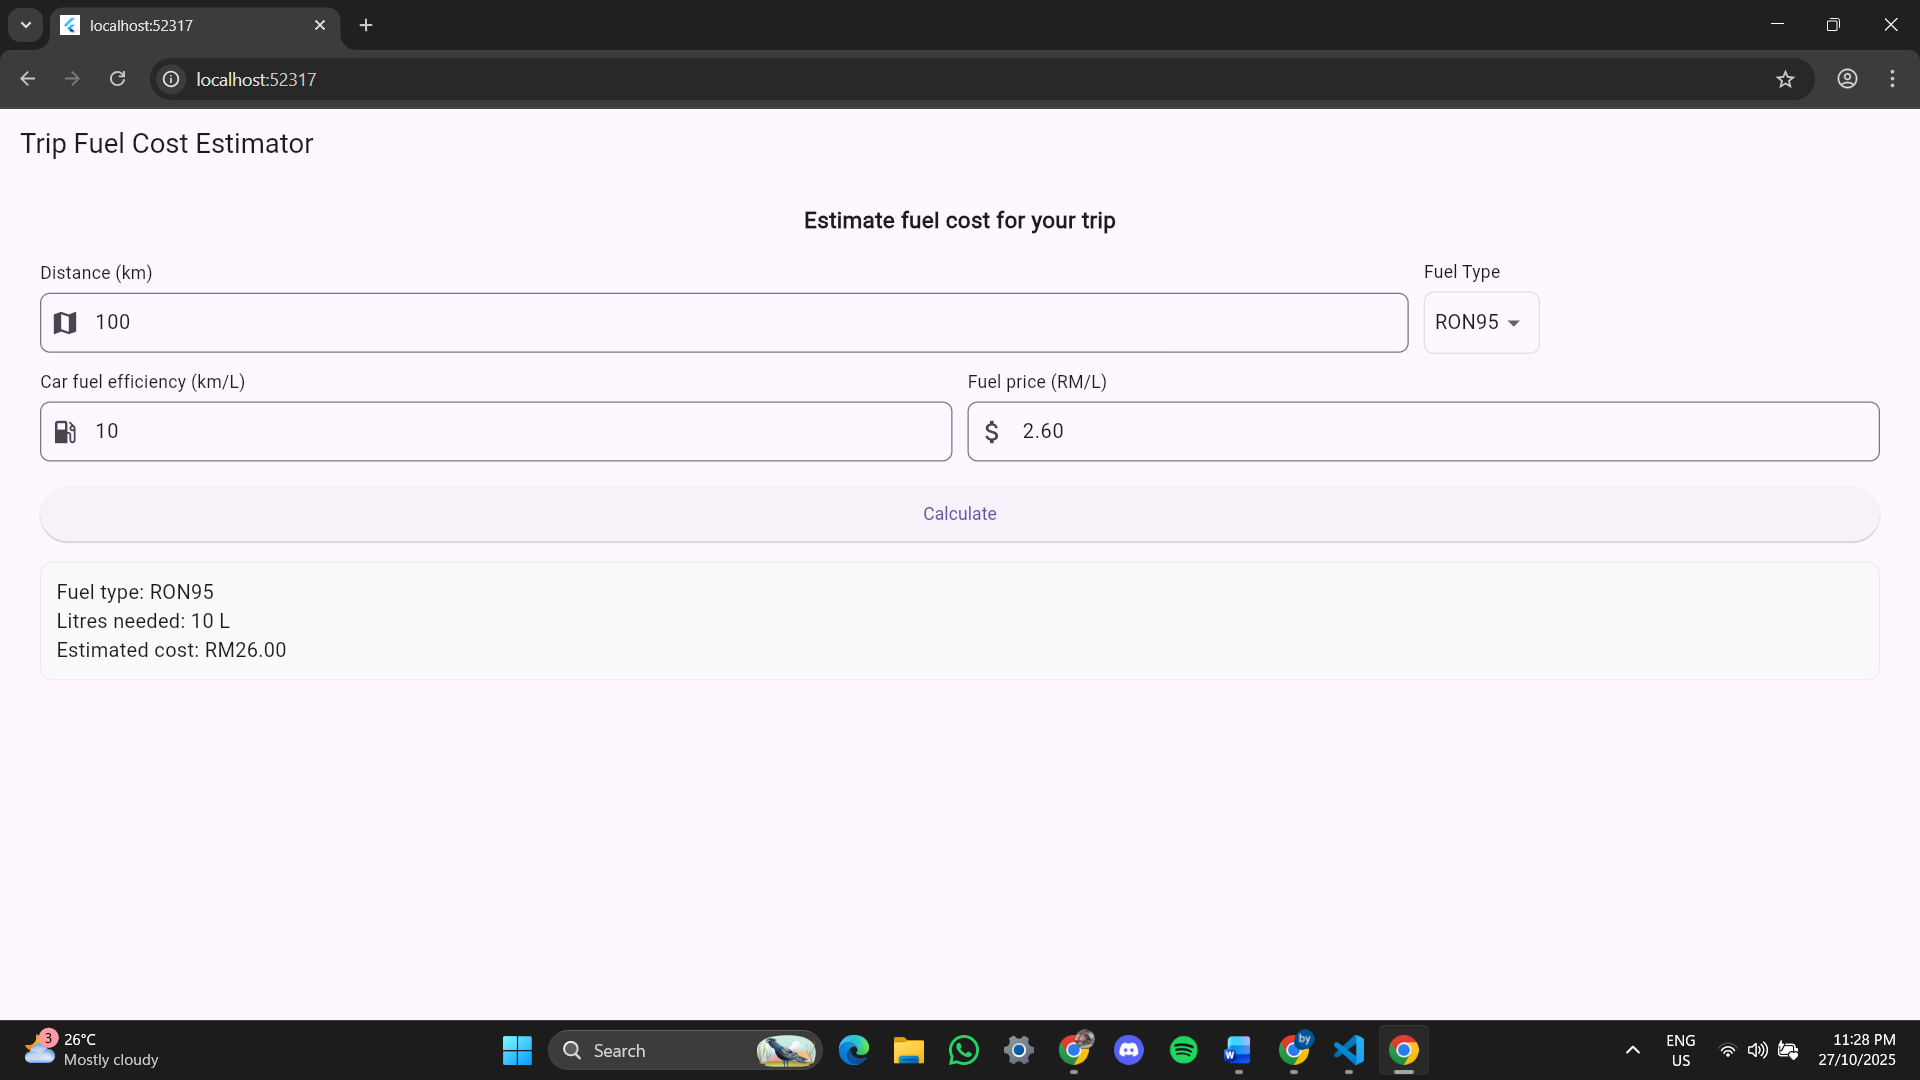 localhost:52317
localhost:52317
Trip Fuel Cost Estimator
Estimate fuel cost for your trip
Distance (km)
Fuel Type
100
RON95
Car fuel efficiency (km/L)
Fuel price (RM/L)
10
$ 2.60
Calculate
Fuel type: RON95
Litres needed: 10 L
Estimated cost: RM26.00
3
26°C
Mostly cloudy
Search
W
by
ENG
US
11:28 PM
27/10/2025